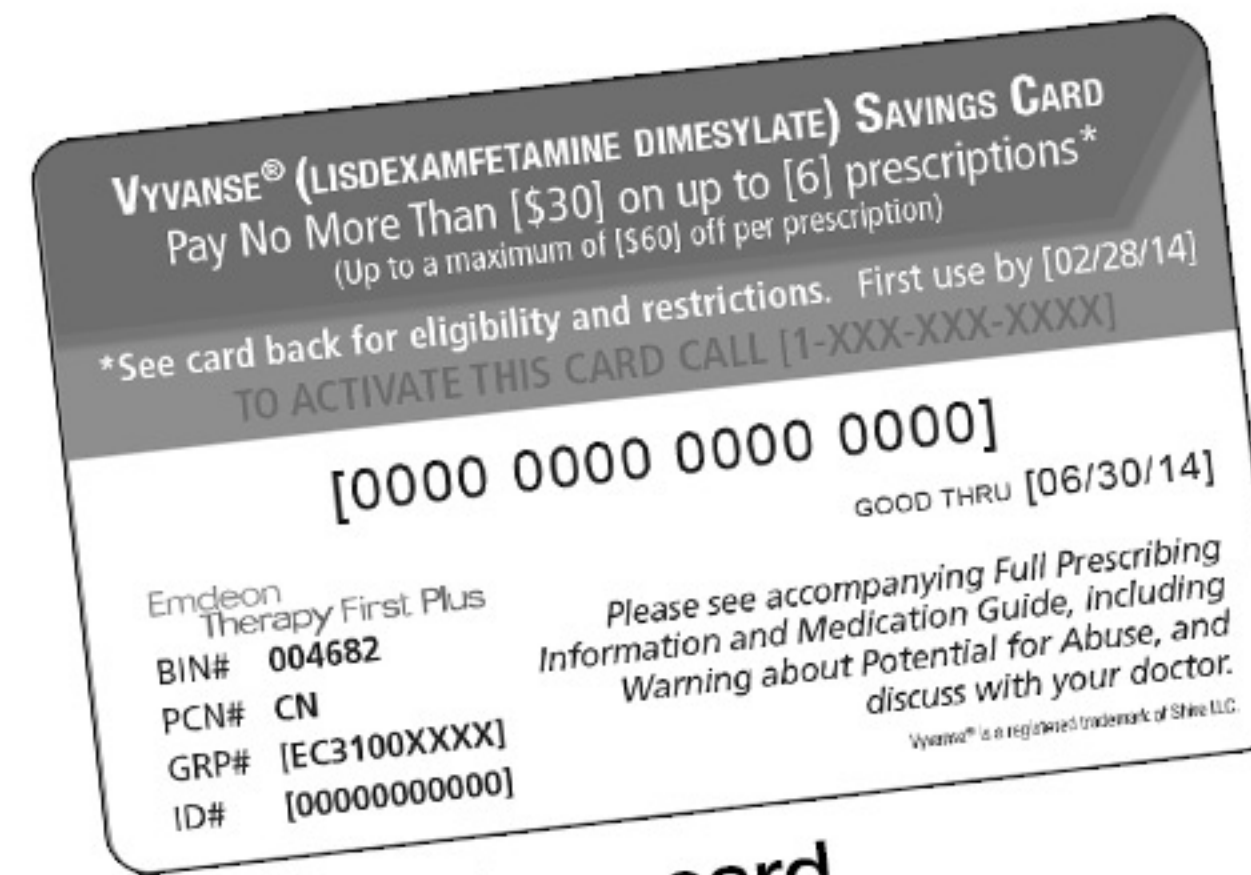 VYVANSE® (LISDEXAMFETAMINE DIMESYLATE) SAVINGS CARD
Pay No More Than [$30] on up to [6] prescriptions*
(Up to a maximum of [$60] off per prescription)
*See card back for eligibility and restrictions. First use by [02/28/14]
TO ACTIVATE THIS CARD CALL [1-XXX-XXX-XXXX]
[0000 0000 0000 0000]
GOOD THRU [06/30/14]
Emdeon
Therapy First Plus
BIN# 004682
PCN# CN
GRP# [EC3100XXXX]
ID# [00000000000]
Please see accompanying Full Prescribing
Information and Medication Guide, including
Warning about Potential for Abuse, and
discuss with your doctor.
Vyvanse® is a registered trademark of Shire LLC.
card